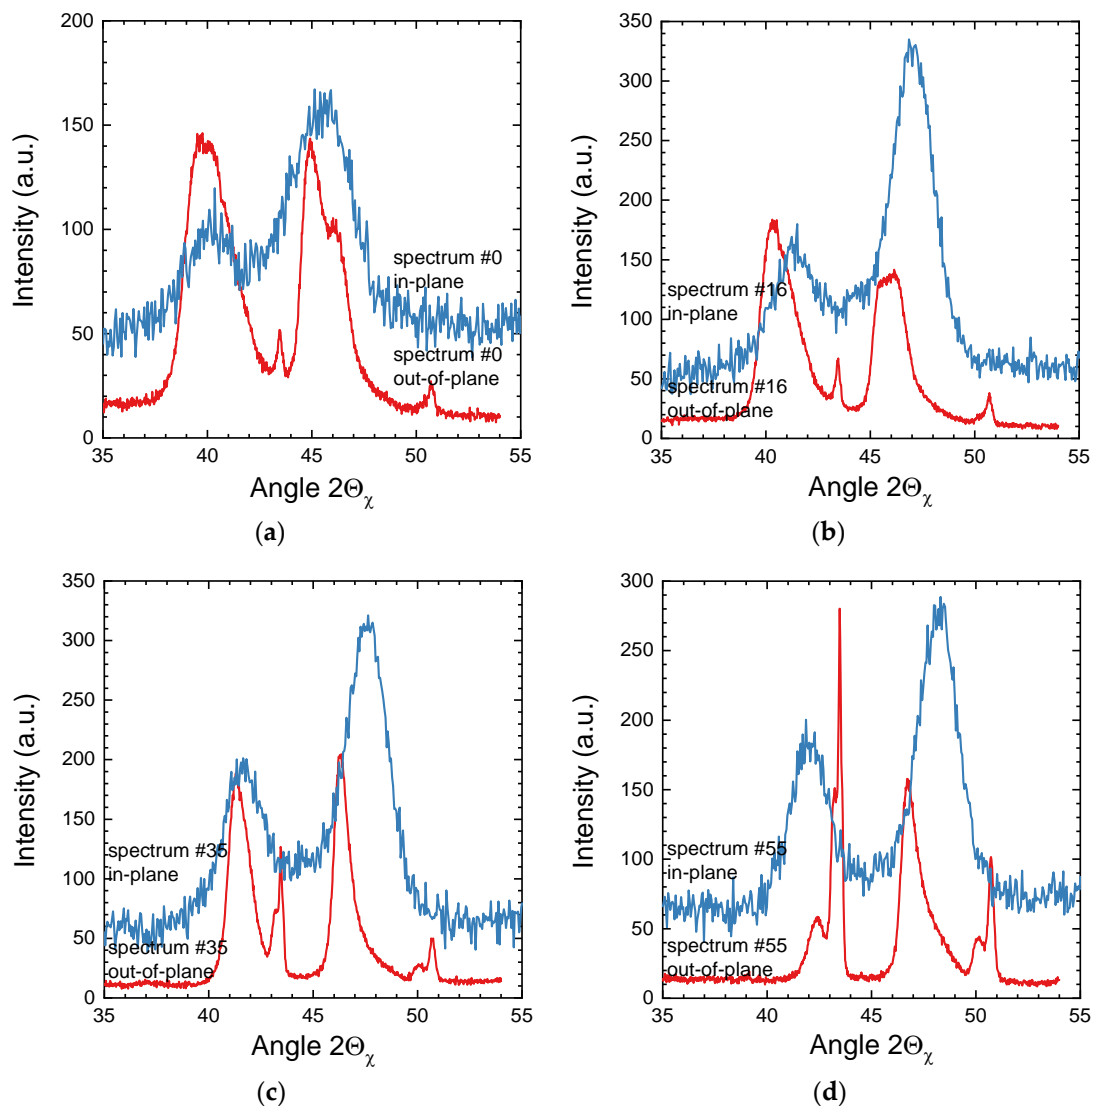 200
150
100
50
0
Intensity (a.u.)
spectrum #0
in-plane
spectrum #0
out-of-plane
35 40 45 50 55
Angle 2Θχ
(a)
350
300
250
200
150
100
50
0
Intensity (a.u.)
spectrum #16
in-plane
spectrum #16
out-of-plane
35 40 45 50 55
Angle 2Θχ
(b)
350
300
250
200
150
100
50
0
Intensity (a.u.)
spectrum #35
in-plane
spectrum #35
out-of-plane
35 40 45 50 55
Angle 2Θχ
(c)
300
250
200
150
100
50
0
Intensity (a.u.)
spectrum #55
in-plane
spectrum #55
out-of-plane
35 40 45 50 55
Angle 2Θχ
(d)